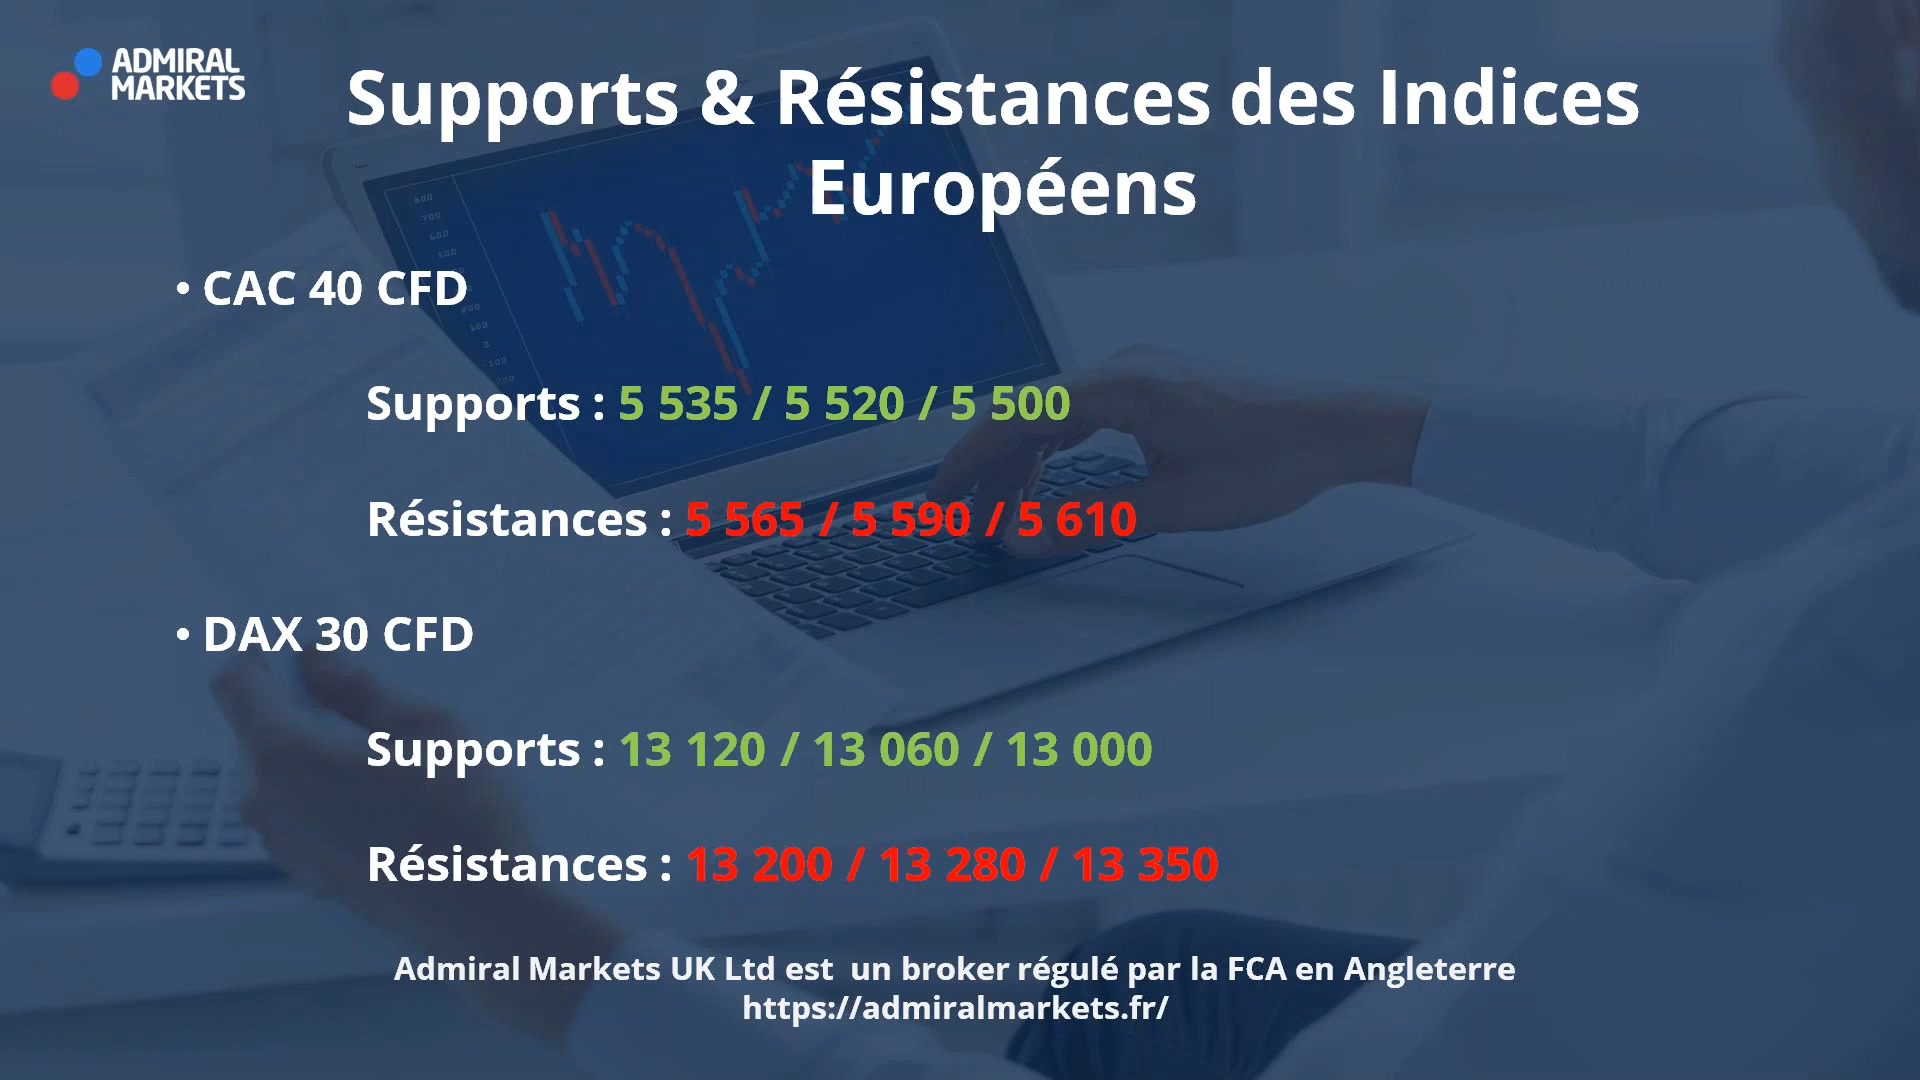 ADMIRAL
MARKETS
Supports & Résistances des Indices
Européens
• CAC 40 CFD
Supports : 5 535 / 5 520 / 5 500
Résistances : 5 565 / 5 590 / 5 610
• DAX 30 CFD
Supports : 13 120 / 13 060 / 13 000
Résistances : 13 200 / 13 280 / 13 350
Admiral Markets UK Ltd est  un broker régulé par la FCA en Angleterre
https://admiralmarkets.fr/